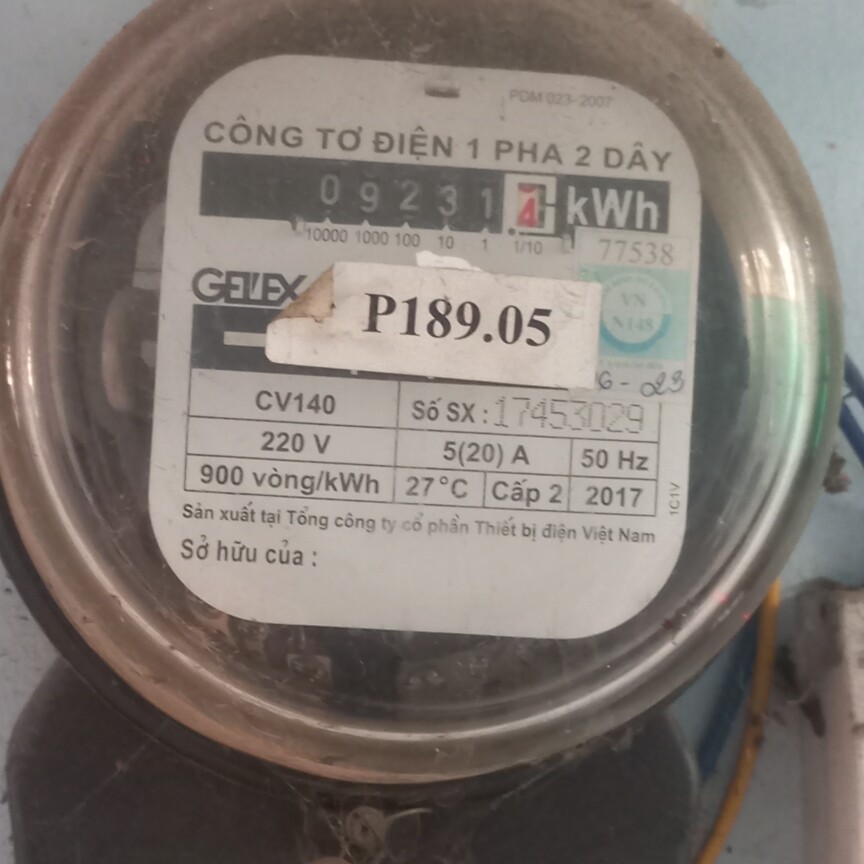 PDM 023-2007
CÔNG TƠ ĐIỆN 1 PHA 2 DÂY
0 9 2 3 1 4 kWh
10000 1000 100 10 1 1/10
77538
GELEX
P189.05
VN
N148
6 - 23
CV140 Số SX : 17453029
220 V 5(20) A 50 Hz
900 vòng/kWh 27°C Cấp 2 2017
1C1V
Sản xuất tại Tổng công ty cổ phần Thiết bị điện Việt Nam
Sở hữu của :